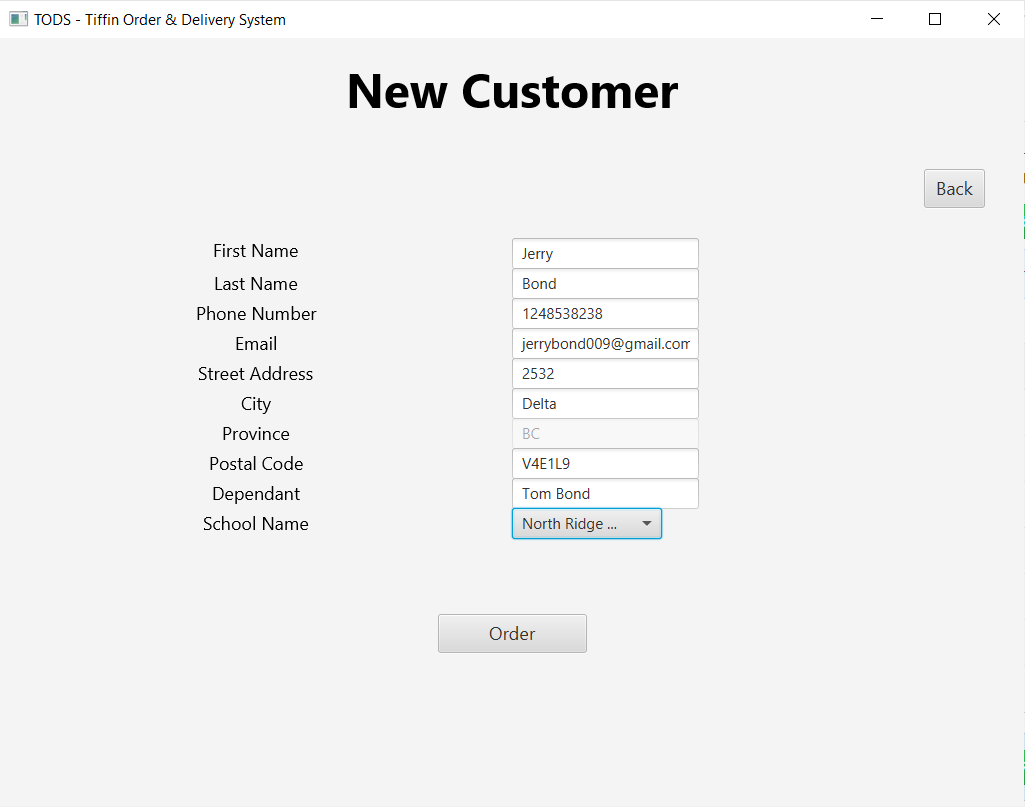 TODS - Tiffin Order & Delivery System
New Customer
Back
First Name Jerry
Last Name Bond
Phone Number 1248538238
Email jerrybond009@gmail.com
Street Address 2532
City Delta
Province BC
Postal Code V4E1L9
Dependant Tom Bond
School Name North Ridge ...
Order